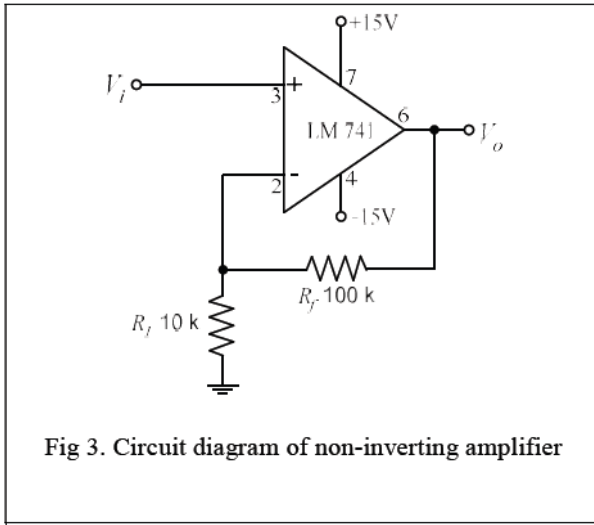 +15V
V_i
7
3
+
6
LM 741
V_o
2
-
4
-15V
R_f 100 k
R_1 10 k
Fig 3. Circuit diagram of non-inverting amplifier